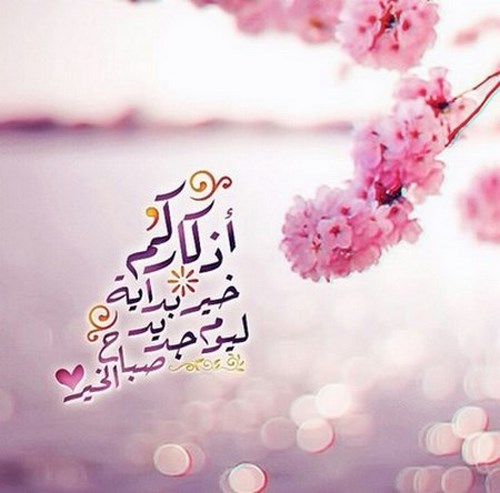 أذكاركم
خير بداية
ليوم جديد
صباح الخير